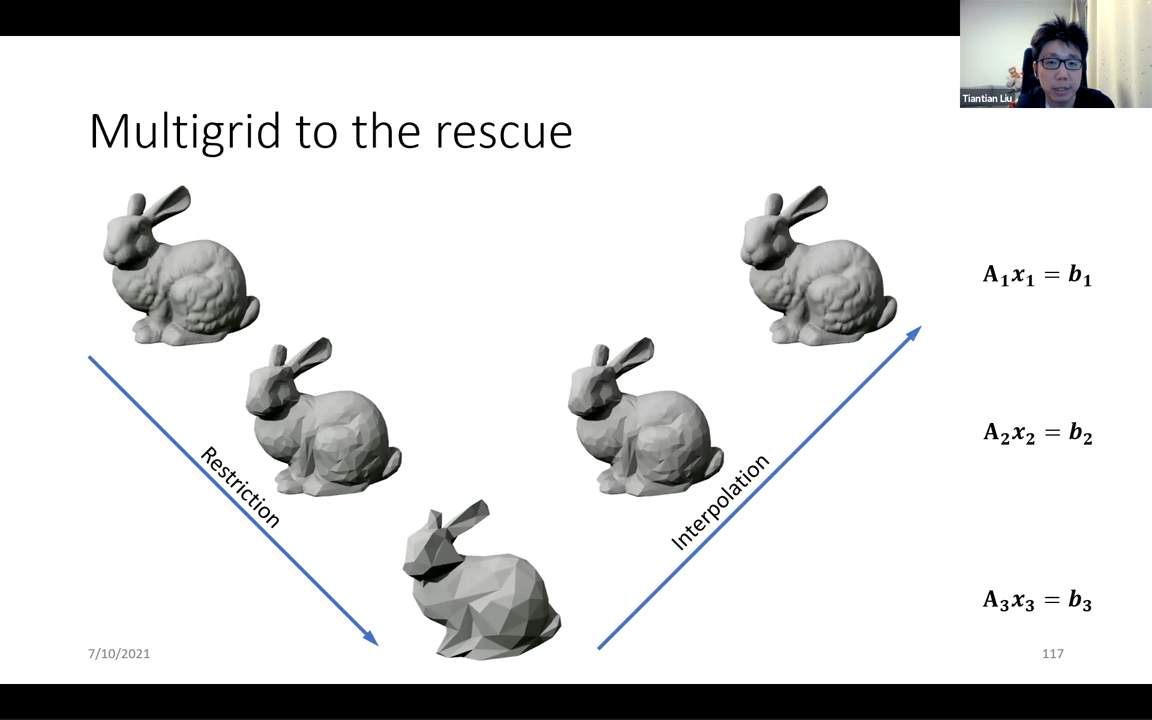 Tiantian Liu
Multigrid to the rescue
A₁x₁ = b₁
Restriction
Interpolation
A₂x₂ = b₂
A₃x₃ = b₃
7/10/2021
117